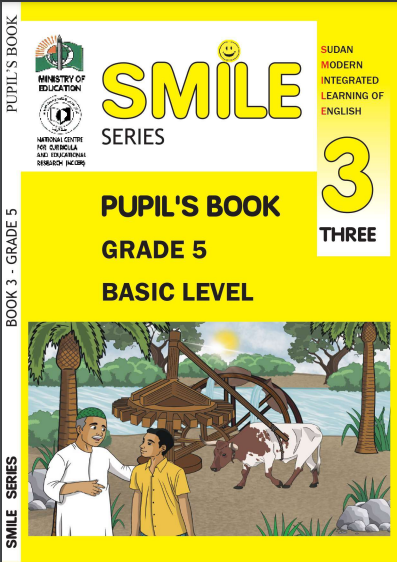 PUPIL'S BOOK
BOOK 3 - GRADE 5
SMILE SERIES
MINISTRY OF
EDUCATION
NATIONAL CENTRE
FOR CURRICULA
AND EDUCATIONAL
RESEARCH (NCCER)
SMILE
SERIES
SUDAN
MODERN
INTEGRATED
LEARNING OF
ENGLISH
3
THREE
PUPIL'S BOOK
GRADE 5
BASIC LEVEL